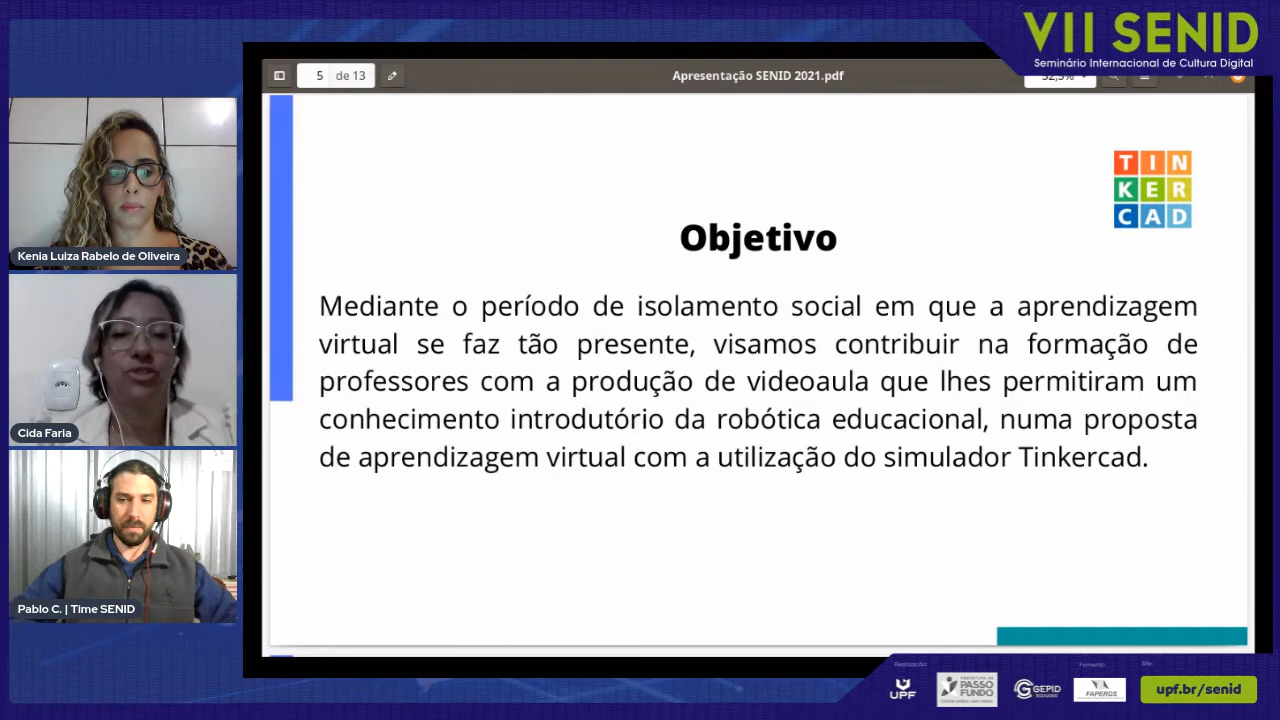 VII SENID
Seminário Internacional de Cultura Digital
5 de 13
Apresentação SENID 2021.pdf
TIN
KER
CAD
Objetivo
Mediante o período de isolamento social em que a aprendizagem
virtual se faz tão presente, visamos contribuir na formação de
professores com a produção de videoaula que lhes permitiram um
conhecimento introdutório da robótica educacional, numa proposta
de aprendizagem virtual com a utilização do simulador Tinkercad.
Kenia Luiza Rabelo de Oliveira
Cida Faria
Pablo C. | Time SENID
Realização:
Fomento:
Site:
UPF
PASSO
FUNDO
GEPID
FAPERGS
upf.br/senid